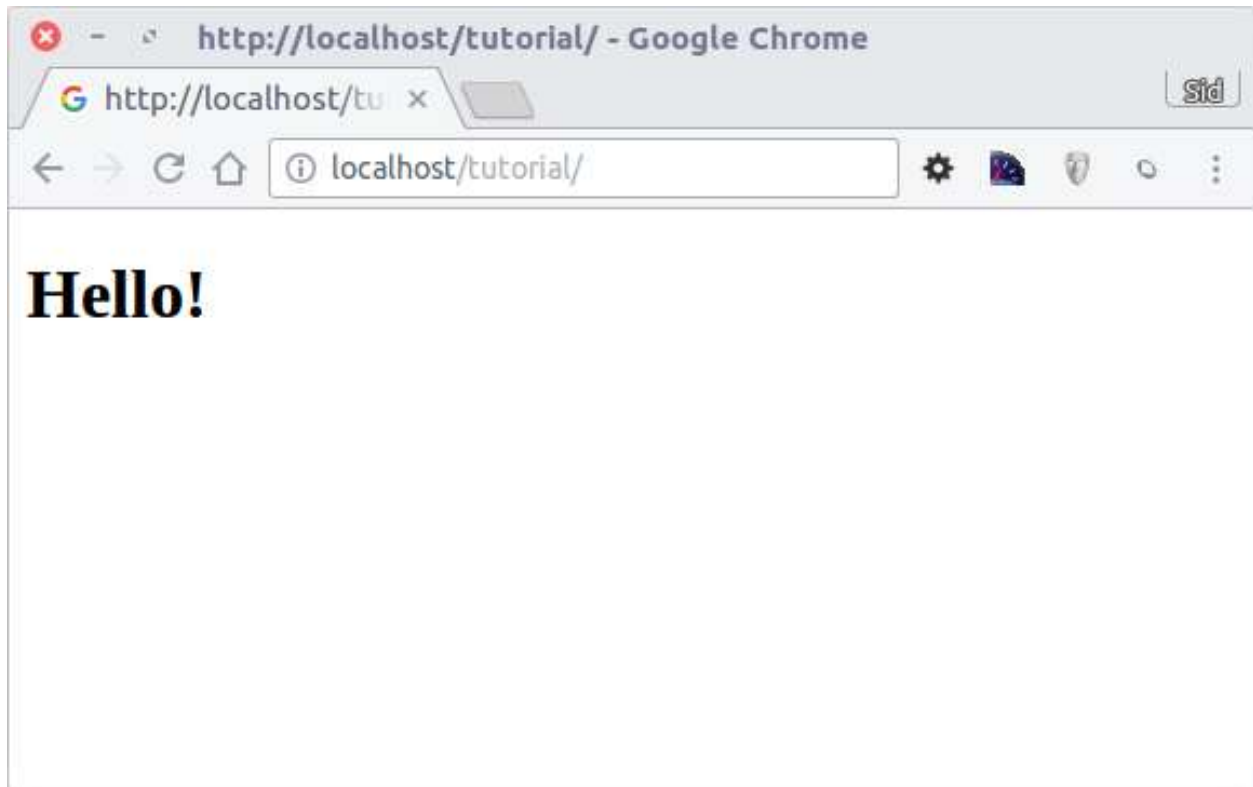 http://localhost/tutorial/ - Google Chrome
http://localhost/tu
Sid
localhost/tutorial/
Hello!